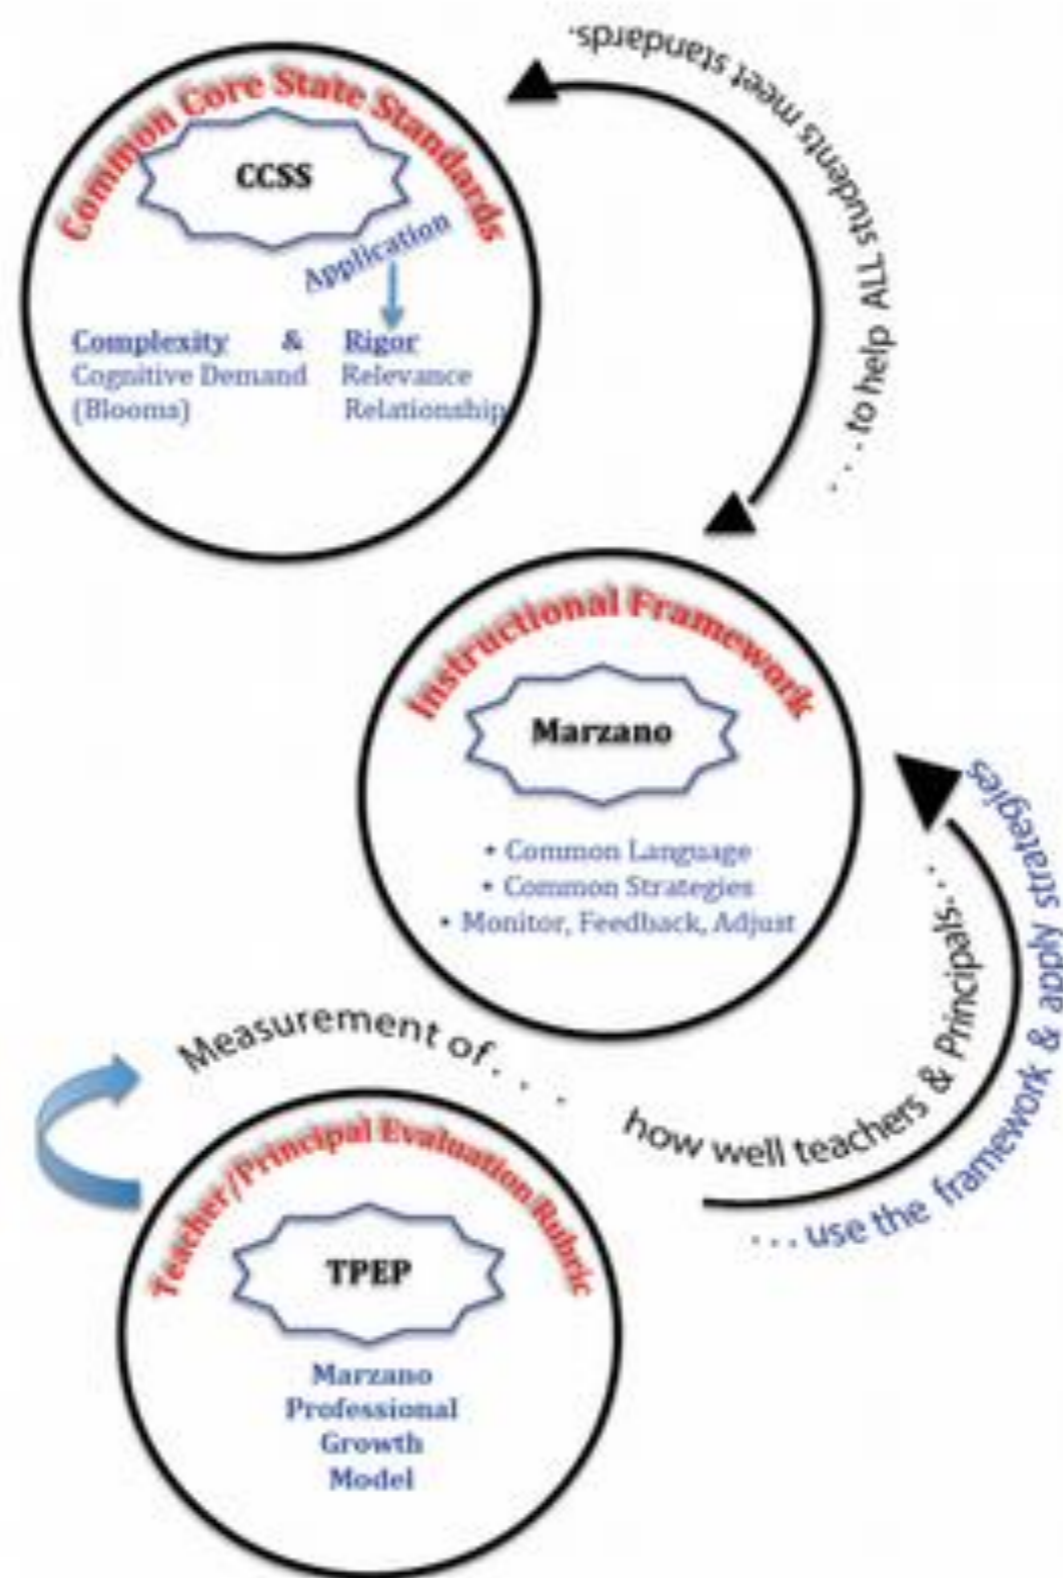 Common Core State Standards
CCSS
Application
Complexity & Rigor
Cognitive Demand Relevance
(Blooma) Relationship
Instructional Framework
Marzano
• Common Language
• Common Strategies
• Monitor, Feedback, Adjust
Teacher/Principal Evaluation Rubric
TPEP
Marzano
Professional
Growth
Model
Measurement of. . .
how well teachers & Principals. . .
. . . use the framework & apply strategies
. . . to help ALL students meet standards.